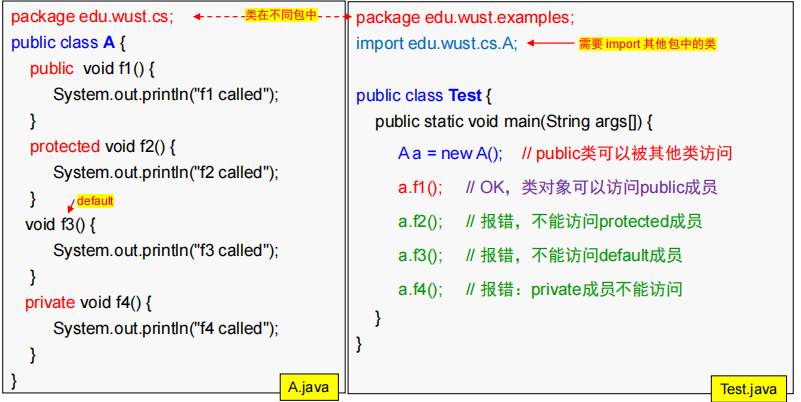 package edu.wust.cs;
类在不同包中
public class A {
public void f1() {
System.out.println("f1 called");
}
protected void f2() {
System.out.println("f2 called");
}
default
void f3() {
System.out.println("f3 called");
}
private void f4() {
System.out.println("f4 called");
}
}
A.java
package edu.wust.examples;
import edu.wust.cs.A;
需要 import 其他包中的类
public class Test {
public static void main(String args[]) {
A a = new A(); // public类可以被其他类访问
a.f1(); // OK，类对象可以访问public成员
a.f2(); // 报错，不能访问protected成员
a.f3(); // 报错，不能访问default成员
a.f4(); // 报错：private成员不能访问
}
}
Test.java